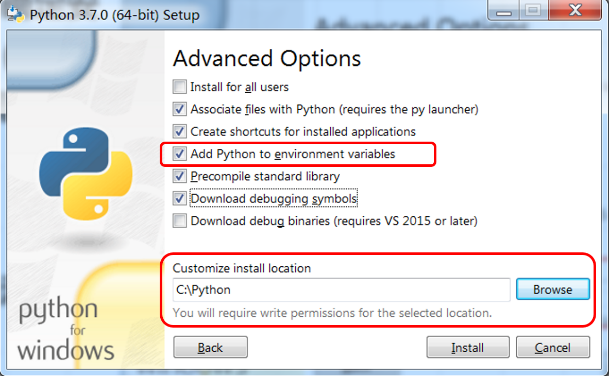 Python 3.7.0 (64-bit) Setup
Advanced Options
Install for all users
Associate files with Python (requires the py launcher)
Create shortcuts for installed applications
Add Python to environment variables
Precompile standard library
Download debugging symbols
Download debug binaries (requires VS 2015 or later)
Customize install location
C:\Python
Browse
You will require write permissions for the selected location.
python
for
windows
Back
Install
Cancel